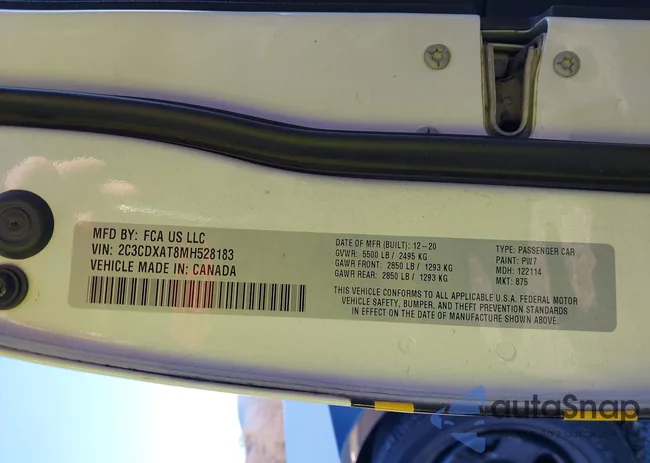 MFD BY: FCA US LLC
VIN: 2C3CDXAT8MH528183
VEHICLE MADE IN: CANADA
DATE OF MFR (BUILT): 12-20
GVWR: 5500 LB / 2495 KG
GAWR FRONT: 2850 LB / 1293 KG
GAWR REAR: 2850 LB / 1293 KG
TYPE: PASSENGER CAR
PAINT: PW7
MDH: 122114
MKT: B75
THIS VEHICLE CONFORMS TO ALL APPLICABLE U.S.A. FEDERAL MOTOR
VEHICLE SAFETY, BUMPER, AND THEFT PREVENTION STANDARDS
IN EFFECT ON THE DATE OF MANUFACTURE SHOWN ABOVE.
autoSnap